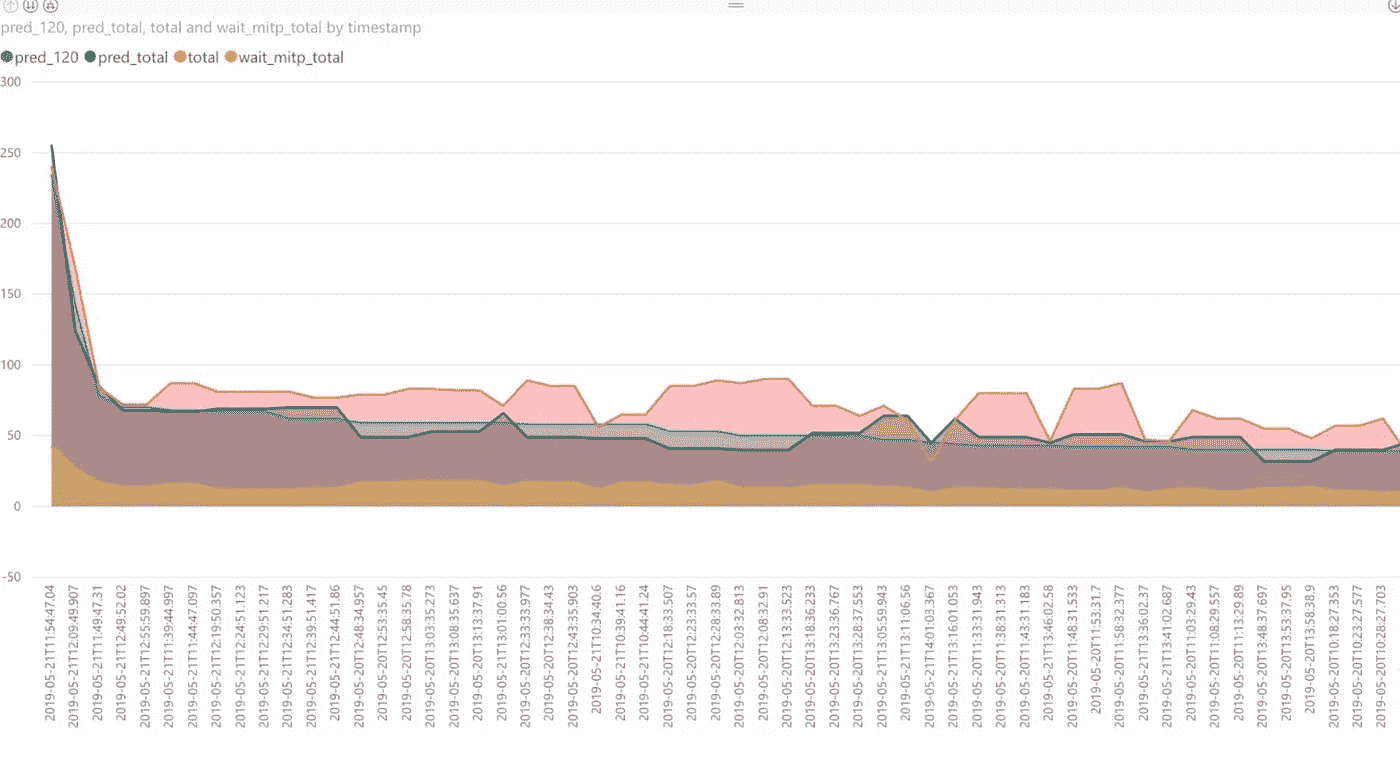 pred_120, pred_total, total and wait_mitp_total by timestamp
pred_120 pred_total total wait_mitp_total
300
250
200
150
100
50
0
-50
2019-05-21T11:54:47.04
2019-05-21T12:09:49.907
2019-05-21T11:49:47.31
2019-05-21T12:49:52.02
2019-05-21T12:55:59.897
2019-05-21T11:39:44.997
2019-05-21T11:44:47.097
2019-05-21T12:19:50.357
2019-05-21T12:24:51.123
2019-05-21T12:29:51.217
2019-05-21T12:34:51.283
2019-05-21T12:39:51.417
2019-05-21T12:44:51.86
2019-05-20T12:48:34.957
2019-05-20T12:53:35.45
2019-05-20T12:58:35.78
2019-05-20T13:03:35.273
2019-05-20T13:08:35.637
2019-05-20T13:13:37.91
2019-05-21T13:01:00.56
2019-05-20T12:33:33.977
2019-05-20T12:38:34.43
2019-05-20T12:43:35.903
2019-05-21T10:34:40.6
2019-05-21T10:39:41.16
2019-05-21T10:44:41.24
2019-05-20T12:18:33.507
2019-05-20T12:23:33.57
2019-05-20T12:28:33.89
2019-05-20T12:03:32.813
2019-05-20T12:08:32.91
2019-05-20T12:13:33.523
2019-05-20T13:18:36.233
2019-05-20T13:23:36.767
2019-05-20T13:28:37.553
2019-05-21T13:05:59.943
2019-05-21T13:11:06.56
2019-05-21T14:01:03.367
2019-05-21T13:16:01.053
2019-05-20T11:33:31.943
2019-05-20T11:38:31.313
2019-05-20T11:43:31.183
2019-05-21T13:46:02.58
2019-05-20T11:48:31.533
2019-05-20T11:53:31.7
2019-05-20T11:58:32.377
2019-05-21T13:36:02.37
2019-05-21T13:41:02.687
2019-05-20T11:03:29.43
2019-05-20T11:08:29.557
2019-05-20T11:13:29.89
2019-05-20T13:48:37.697
2019-05-20T13:53:37.95
2019-05-20T13:58:38.9
2019-05-20T10:18:27.353
2019-05-20T10:23:27.577
2019-05-20T10:28:27.703